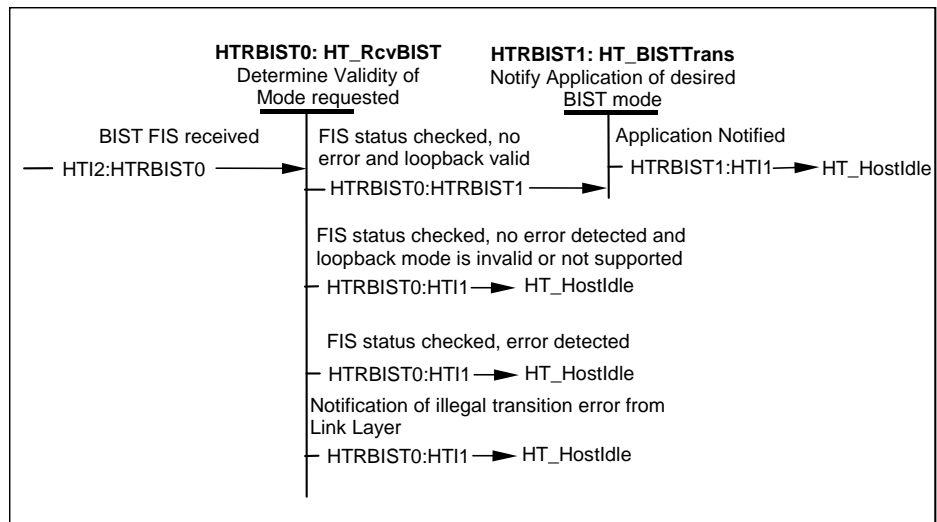 HTRBIST0: HT_RcvBIST
Determine Validity of
Mode requested
HTRBIST1: HT_BISTTrans
Notify Application of desired
BIST mode
BIST FIS received
HTI2:HTRBIST0
FIS status checked, no
error and loopback valid
HTRBIST0:HTRBIST1
Application Notified
HTRBIST1:HTI1
HT_HostIdle
FIS status checked, no error detected and
loopback mode is invalid or not supported
HTRBIST0:HTI1
HT_HostIdle
FIS status checked, error detected
HTRBIST0:HTI1
HT_HostIdle
Notification of illegal transition error from
Link Layer
HTRBIST0:HTI1
HT_HostIdle